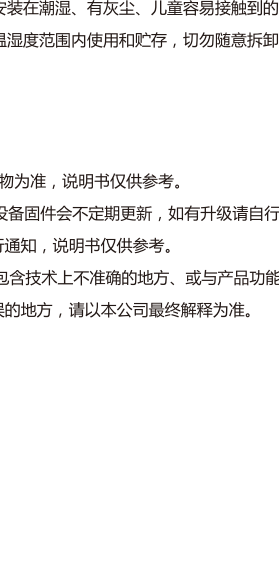 安装在潮湿、有灰尘、儿童容易接触到的
温湿度范围内使用和贮存，切勿随意拆卸
物为准，说明书仅供参考。
设备固件会不定期更新，如有升级请自行
行通知，说明书仅供参考。
包含技术上不准确的地方、或与产品功能
误的地方，请以本公司最终解释为准。